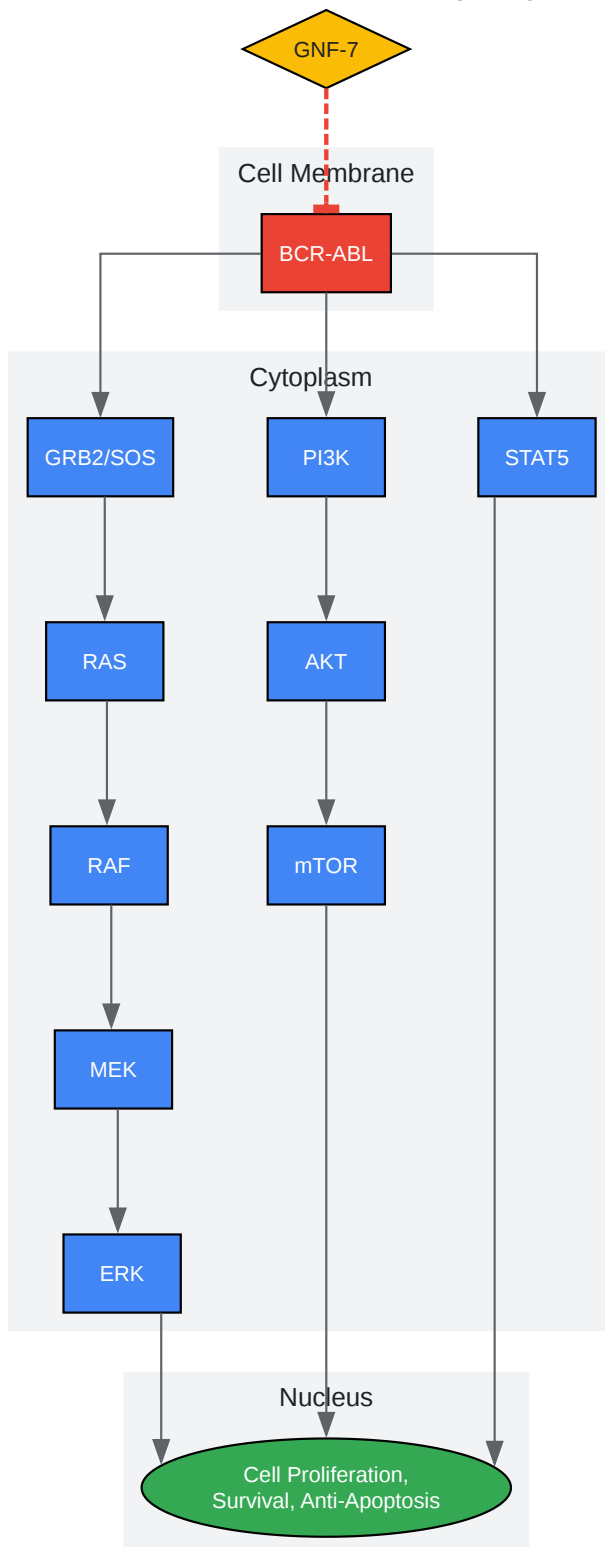 GNF-7
Cell Membrane
BCR-ABL
Cytoplasm
GRB2/SOS
PI3K
STAT5
RAS
AKT
RAF
mTOR
MEK
ERK
Nucleus
Cell Proliferation,
Survival, Anti-Apoptosis